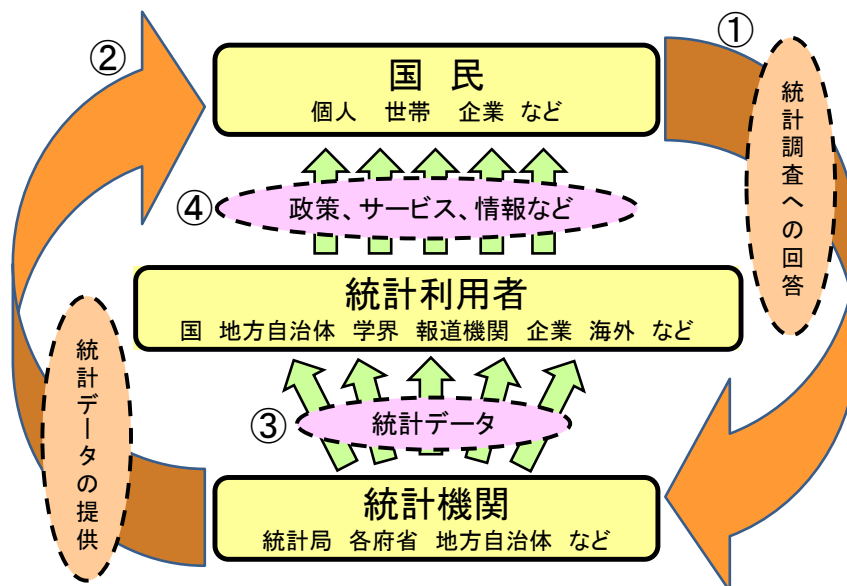 ①
②
国 民
個人 世帯 企業 など
統計調査への回答
④
政策、サービス、情報など
統計利用者
国 地方自治体 学界 報道機関 企業 海外 など
統計データの提供
③
統計データ
統計機関
統計局 各府省 地方自治体 など